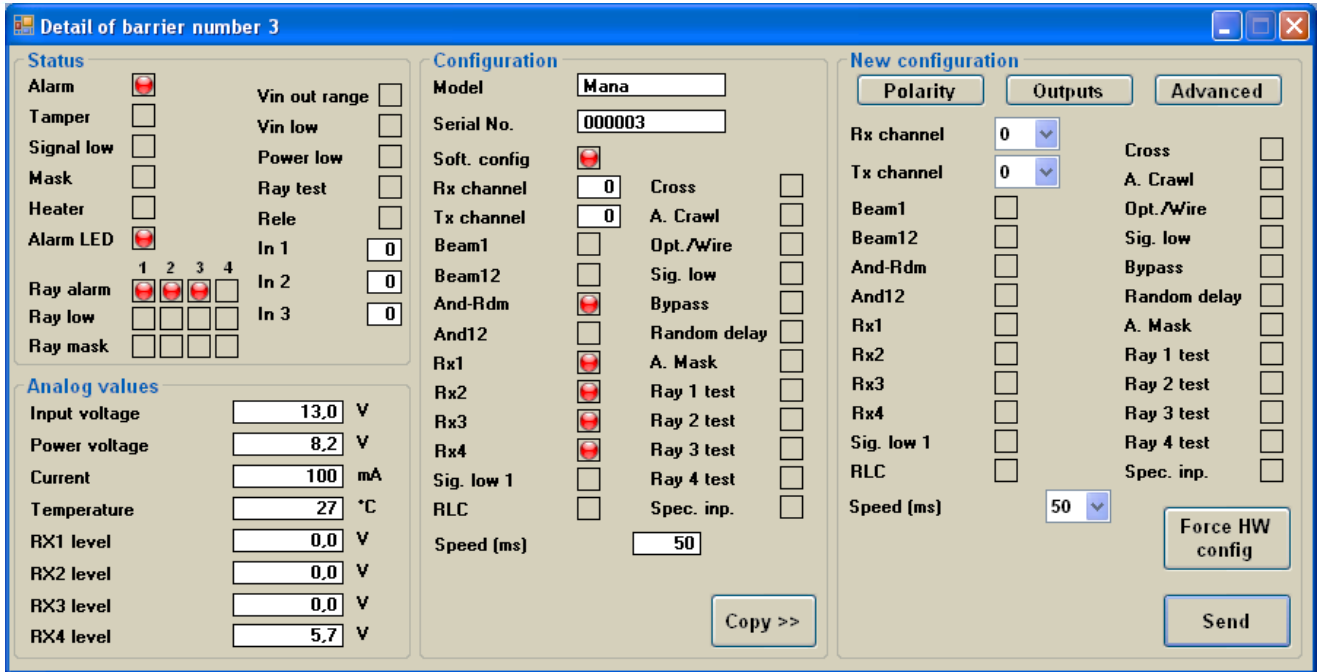 Detail of barrier number 3
Status
Alarm
Tamper
Signal low
Mask
Heater
Alarm LED
Vin out range
Vin low
Power low
Ray test
Rele
In 1 0
In 2 0
In 3 0
1 2 3 4
Ray alarm
Ray low
Ray mask
Analog values
Input voltage 13,0 V
Power voltage 8,2 V
Current 100 mA
Temperature 27 °C
RX1 level 0,0 V
RX2 level 0,0 V
RX3 level 0,0 V
RX4 level 5,7 V
Configuration
Model Mana
Serial No. 000003
Soft. config
Rx channel 0
Tx channel 0
Beam1
Beam12
And-Rdm
And12
Rx1
Rx2
Rx3
Rx4
Sig. low 1
RLC
Speed (ms) 50
Cross
A. Crawl
Opt./Wire
Sig. low
Bypass
Random delay
A. Mask
Ray 1 test
Ray 2 test
Ray 3 test
Ray 4 test
Spec. inp.
Copy >>
New configuration
Polarity Outputs Advanced
Rx channel 0
Tx channel 0
Beam1
Beam12
And-Rdm
And12
Rx1
Rx2
Rx3
Rx4
Sig. low 1
RLC
Speed (ms) 50
Cross
A. Crawl
Opt./Wire
Sig. low
Bypass
Random delay
A. Mask
Ray 1 test
Ray 2 test
Ray 3 test
Ray 4 test
Spec. inp.
Force HW
config
Send